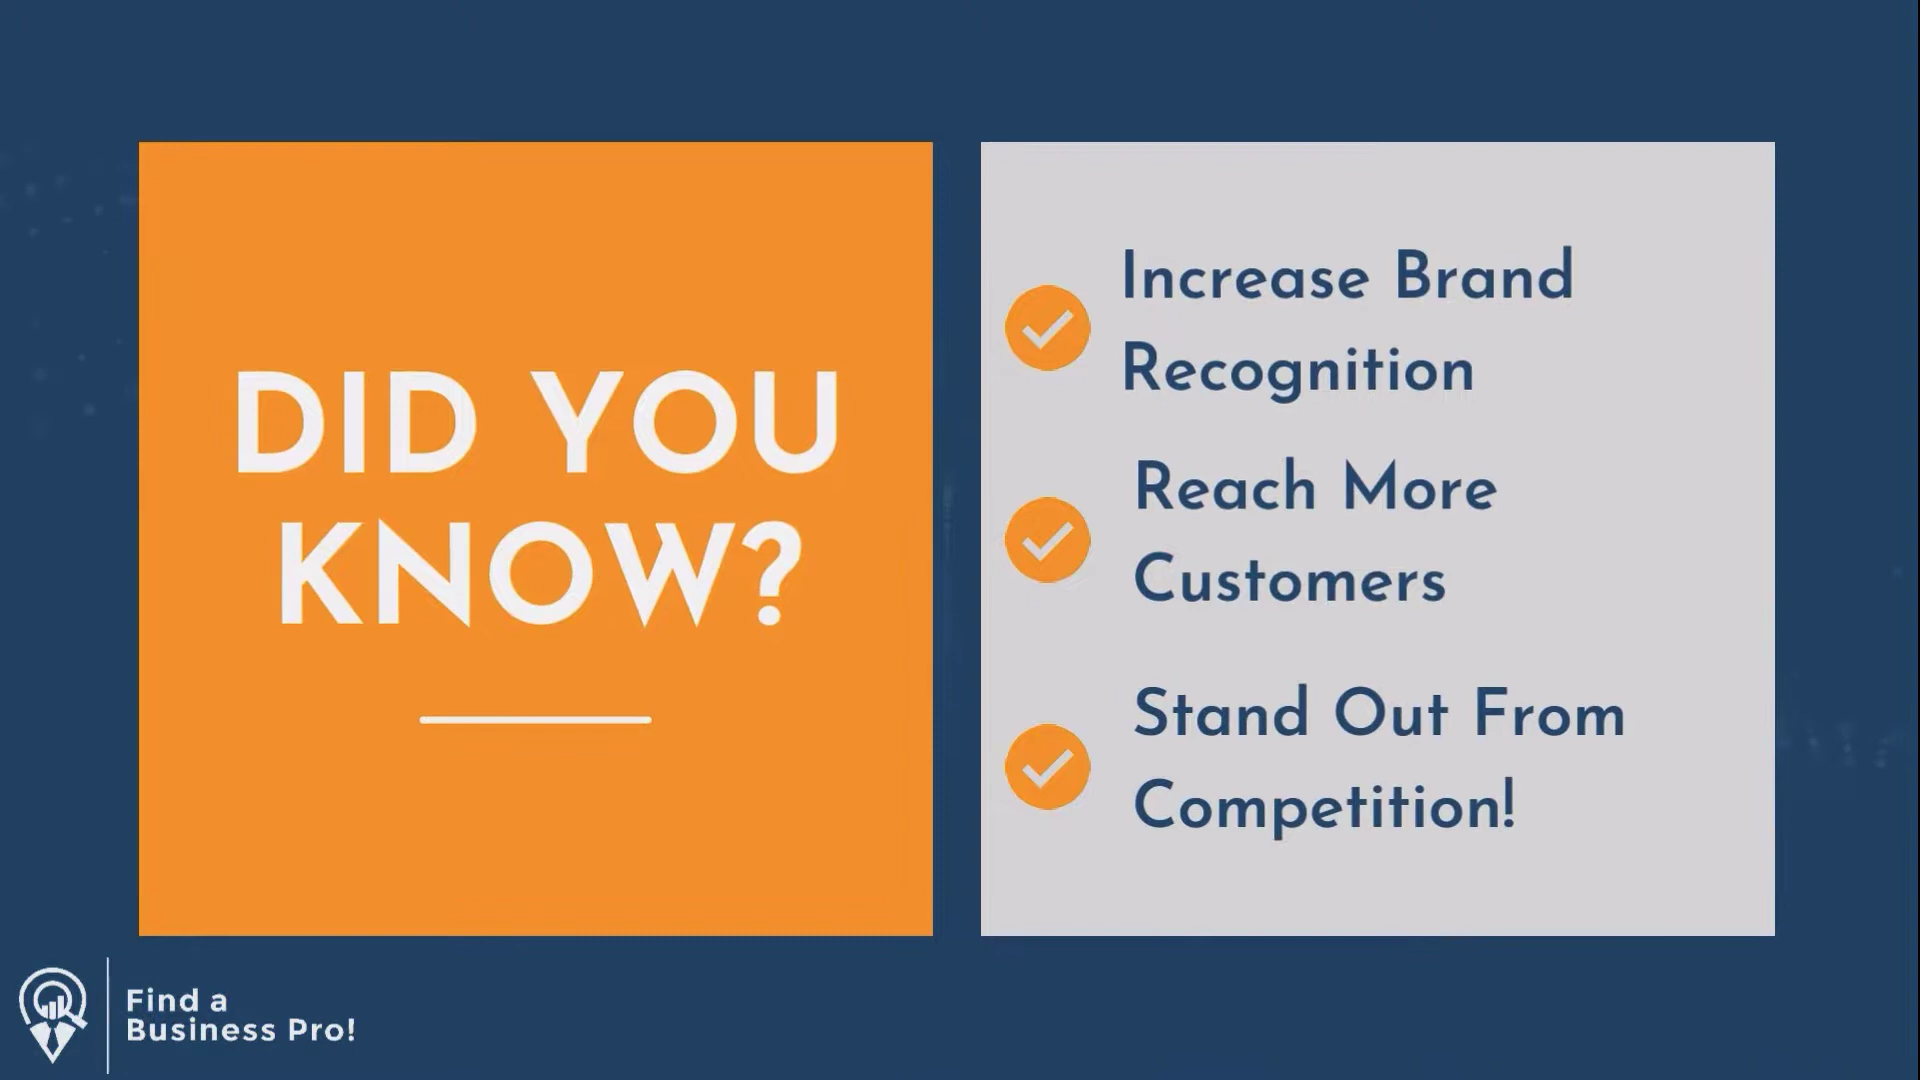 DID YOU
KNOW?
Increase Brand
Recognition
Reach More
Customers
Stand Out From
Competition!
Find a
Business Pro!